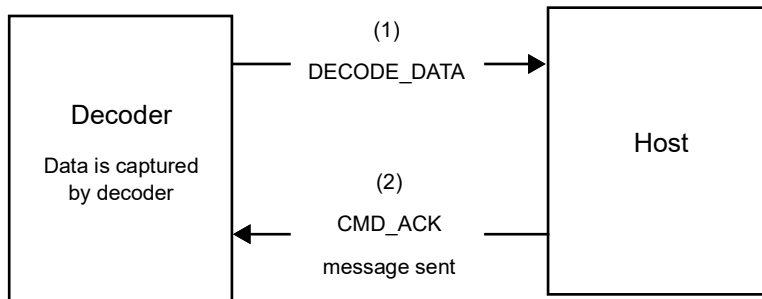 Decoder
Data is captured
by decoder
(1)
DECODE_DATA
(2)
CMD_ACK
message sent
Host